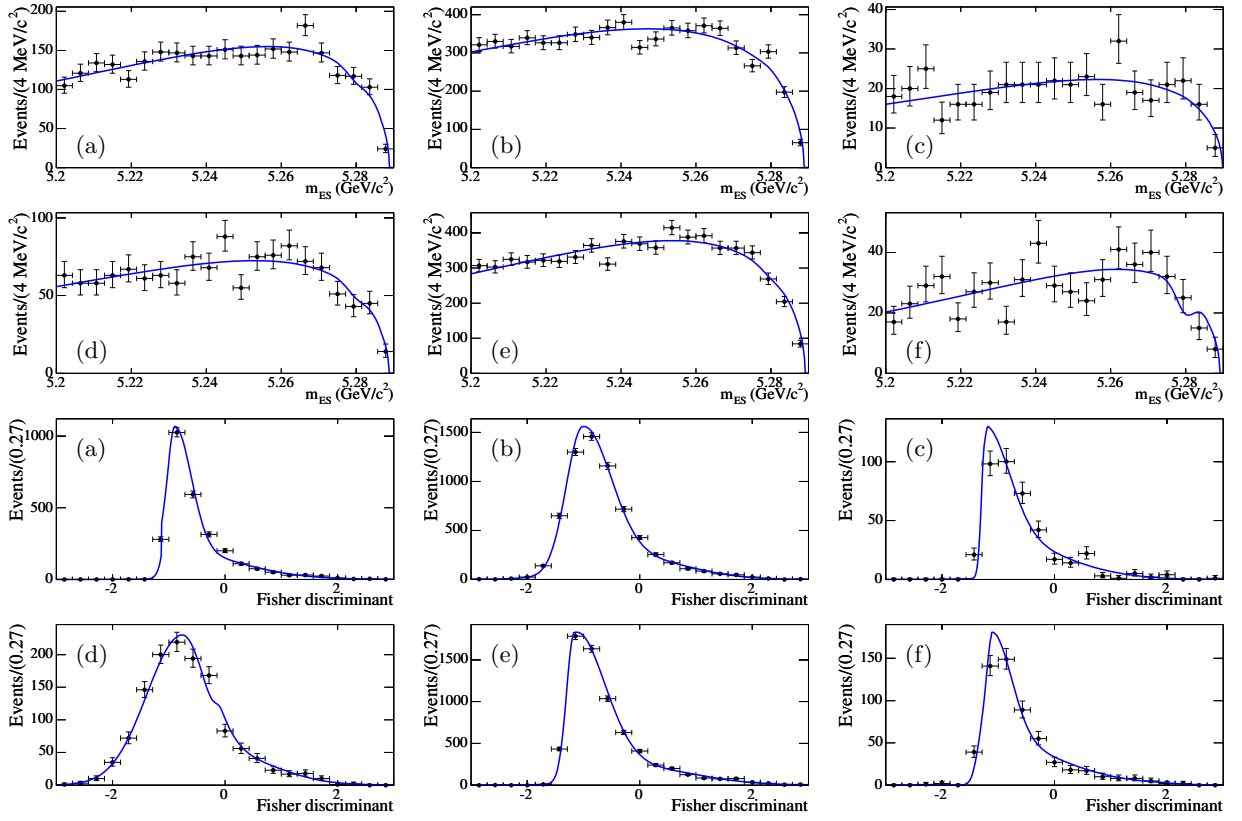 Events/(4 MeV/c²)
200
150
100
50
0
(a)
5.2 5.22 5.24 5.26 5.28
m_ES (GeV/c²)
Events/(4 MeV/c²)
400
300
200
100
0
(b)
5.2 5.22 5.24 5.26 5.28
m_ES (GeV/c²)
Events/(4 MeV/c²)
40
30
20
10
0
(c)
5.2 5.22 5.24 5.26 5.28
m_ES (GeV/c²)
Events/(4 MeV/c²)
100
50
0
(d)
5.2 5.22 5.24 5.26 5.28
m_ES (GeV/c²)
Events/(4 MeV/c²)
400
300
200
100
0
(e)
5.2 5.22 5.24 5.26 5.28
m_ES (GeV/c²)
Events/(4 MeV/c²)
40
20
0
(f)
5.2 5.22 5.24 5.26 5.28
m_ES (GeV/c²)
Events/(0.27)
1000
500
0
(a)
-2 0 2
Fisher discriminant
Events/(0.27)
1500
1000
500
0
(b)
-2 0 2
Fisher discriminant
Events/(0.27)
100
50
0
(c)
-2 0 2
Fisher discriminant
Events/(0.27)
200
150
100
50
0
(d)
-2 0 2
Fisher discriminant
Events/(0.27)
1500
1000
500
0
(e)
-2 0 2
Fisher discriminant
Events/(0.27)
150
100
50
0
(f)
-2 0 2
Fisher discriminant